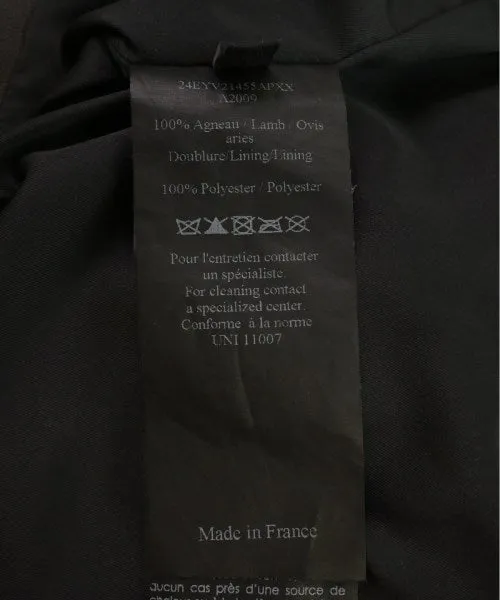 24EYV21455APXX
A2009
100% Agneau / Lamb / Ovis
aries
Doublure/Lining/Lining
100% Polyester / Polyester
Pour l'entretien contacter
un spécialiste.
For cleaning contact
a specialized center.
Conforme à la norme
UNI 11007
Made in France
aucun cas près d'une source de